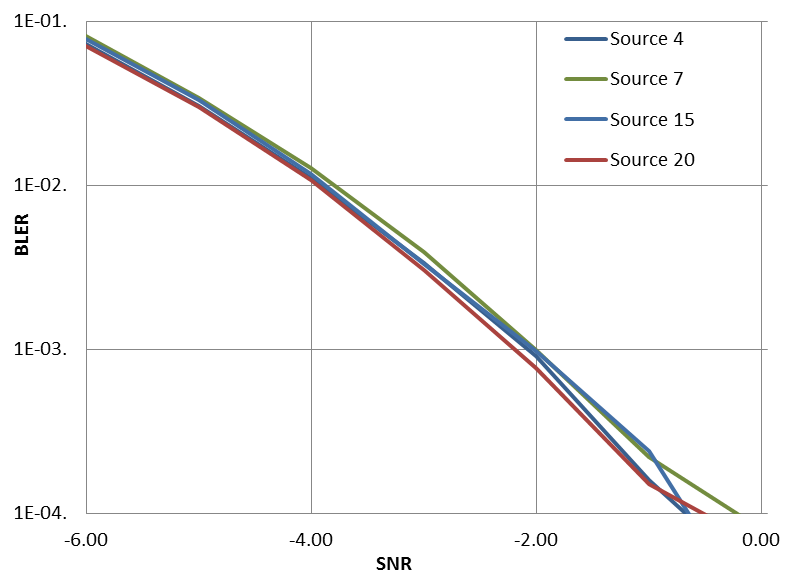 1E-01.
Source 4
Source 7
Source 15
Source 20
1E-02.
BLER
1E-03.
1E-04.
-6.00 -4.00 -2.00 0.00
SNR